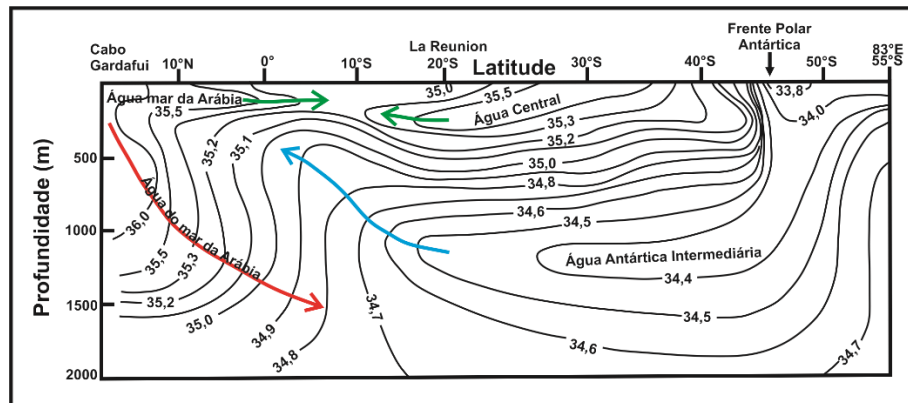 Cabo
Gardafui
La Reunion
Frente Polar
Antártica
83°E
10°N
0°
10°S
20°S
Latitude
30°S
40°S
50°S
55°S
Profundidade (m)
500
1000
1500
2000
Água mar da Arábia
Água do mar da Arábia
Água Central
Água Antártica Intermediária
35,5
35,2
35,1
36,0
35,5
35,3
35,2
35,0
34,9
34,8
34,7
35,0
35,5
35,3
35,2
35,0
34,8
34,6
34,5
34,4
34,5
34,6
33,8
34,0
34,7